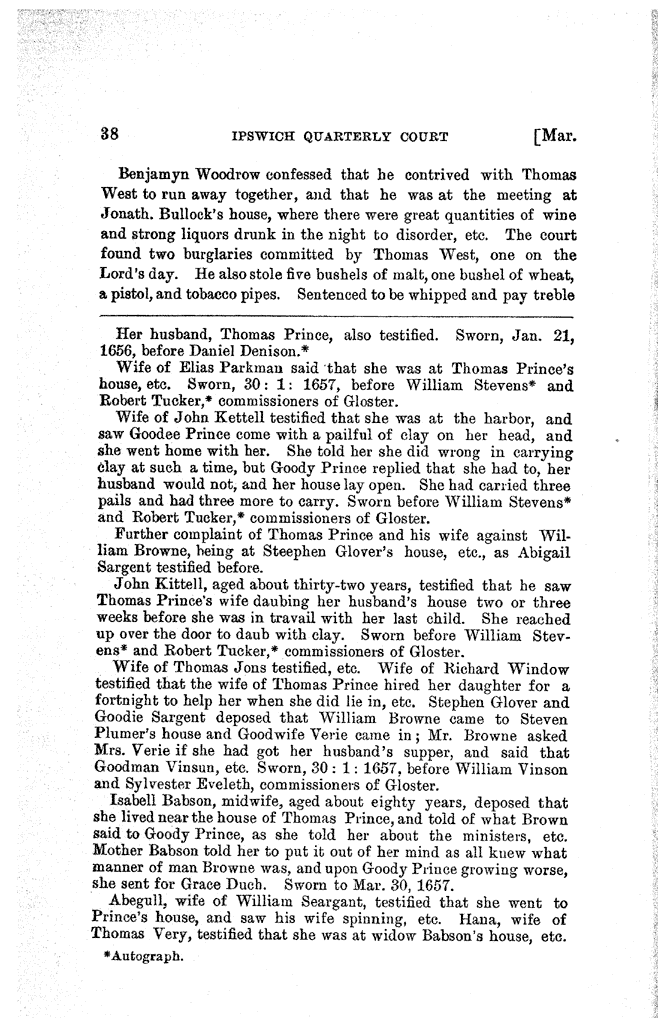 38 IPSWICH QUARTERLY COURT [Mar.
Benjamyn Woodrow confessed that he contrived with Thomas
West to run away together, and that he was at the meeting at
Jonath. Bullock's house, where there were great quantities of wine
and strong liquors drunk in the night to disorder, etc. The court
found two burglaries committed by Thomas West, one on the
Lord's day. He also stole five bushels of malt, one bushel of wheat,
a pistol, and tobacco pipes. Sentenced to be whipped and pay treble
Her husband, Thomas Prince, also testified. Sworn, Jan. 21,
1656, before Daniel Denison.*
Wife of Elias Parkman said that she was at Thomas Prince's
house, etc. Sworn, 30: 1: 1657, before William Stevens* and
Robert Tucker,* commissioners of Gloster.
Wife of John Kettell testified that she was at the harbor, and
saw Goodee Prince come with a pailful of clay on her head, and
she went home with her. She told her she did wrong in carrying
clay at such a time, but Goody Prince replied that she had to, her
husband would not, and her house lay open. She had carried three
pails and had three more to carry. Sworn before William Stevens*
and Robert Tucker,* commissioners of Gloster.
Further complaint of Thomas Prince and his wife against Wil-
liam Browne, being at Steephen Glover's house, etc., as Abigail
Sargent testified before.
John Kittell, aged about thirty-two years, testified that he saw
Thomas Prince's wife daubing her husband's house two or three
weeks before she was in travail with her last child. She reached
up over the door to daub with clay. Sworn before William Stev-
ens* and Robert Tucker,* commissioners of Gloster.
Wife of Thomas Jons testified, etc. Wife of Richard Window
testified that the wife of Thomas Prince hired her daughter for a
fortnight to help her when she did lie in, etc. Stephen Glover and
Goodie Sargent deposed that William Browne came to Steven
Plumer's house and Goodwife Verie came in; Mr. Browne asked
Mrs. Verie if she had got her husband's supper, and said that
Goodman Vinsun, etc. Sworn, 30: 1: 1657, before William Vinson
and Sylvester Eveleth, commissioners of Gloster.
Isabell Babson, midwife, aged about eighty years, deposed that
she lived near the house of Thomas Prince, and told of what Brown
said to Goody Prince, as she told her about the ministers, etc.
Mother Babson told her to put it out of her mind as all knew what
manner of man Browne was, and upon Goody Prince growing worse,
she sent for Grace Duch. Sworn to Mar. 30, 1657.
Abegull, wife of William Seargant, testified that she went to
Prince's house, and saw his wife spinning, etc. Hana, wife of
Thomas Very, testified that she was at widow Babson's house, etc.
*Autograph.